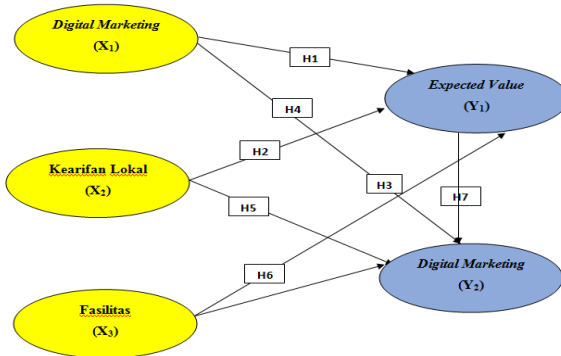 Digital Marketing
(X₁)
H1
Expected Value
(Y₁)
H4
H2
Kearifan Lokal
(X₂)
H3
H7
H5
Digital Marketing
(Y₂)
H6
Fasilitas
(X₃)